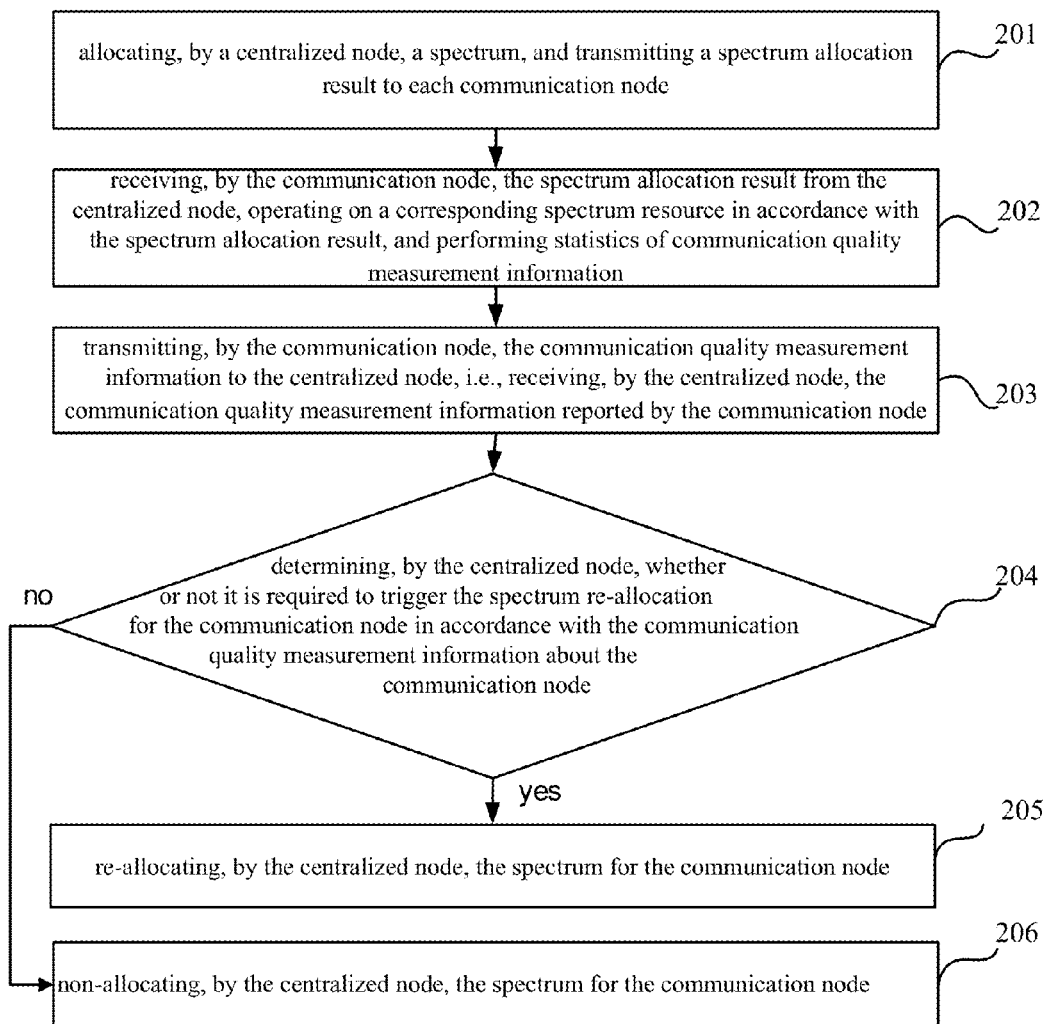 allocating, by a centralized node, a spectrum, and transmitting a spectrum allocation
result to each communication node
201
receiving, by the communication node, the spectrum allocation result from the
centralized node, operating on a corresponding spectrum resource in accordance with
the spectrum allocation result, and performing statistics of communication quality
measurement information
202
transmitting, by the communication node, the communication quality measurement
information to the centralized node, i.e., receiving, by the centralized node, the
communication quality measurement information reported by the communication node
203
determining, by the centralized node, whether
or not it is required to trigger the spectrum re-allocation
for the communication node in accordance with the communication
quality measurement information about the
communication node
204
no
yes
205
re-allocating, by the centralized node, the spectrum for the communication node
206
non-allocating, by the centralized node, the spectrum for the communication node